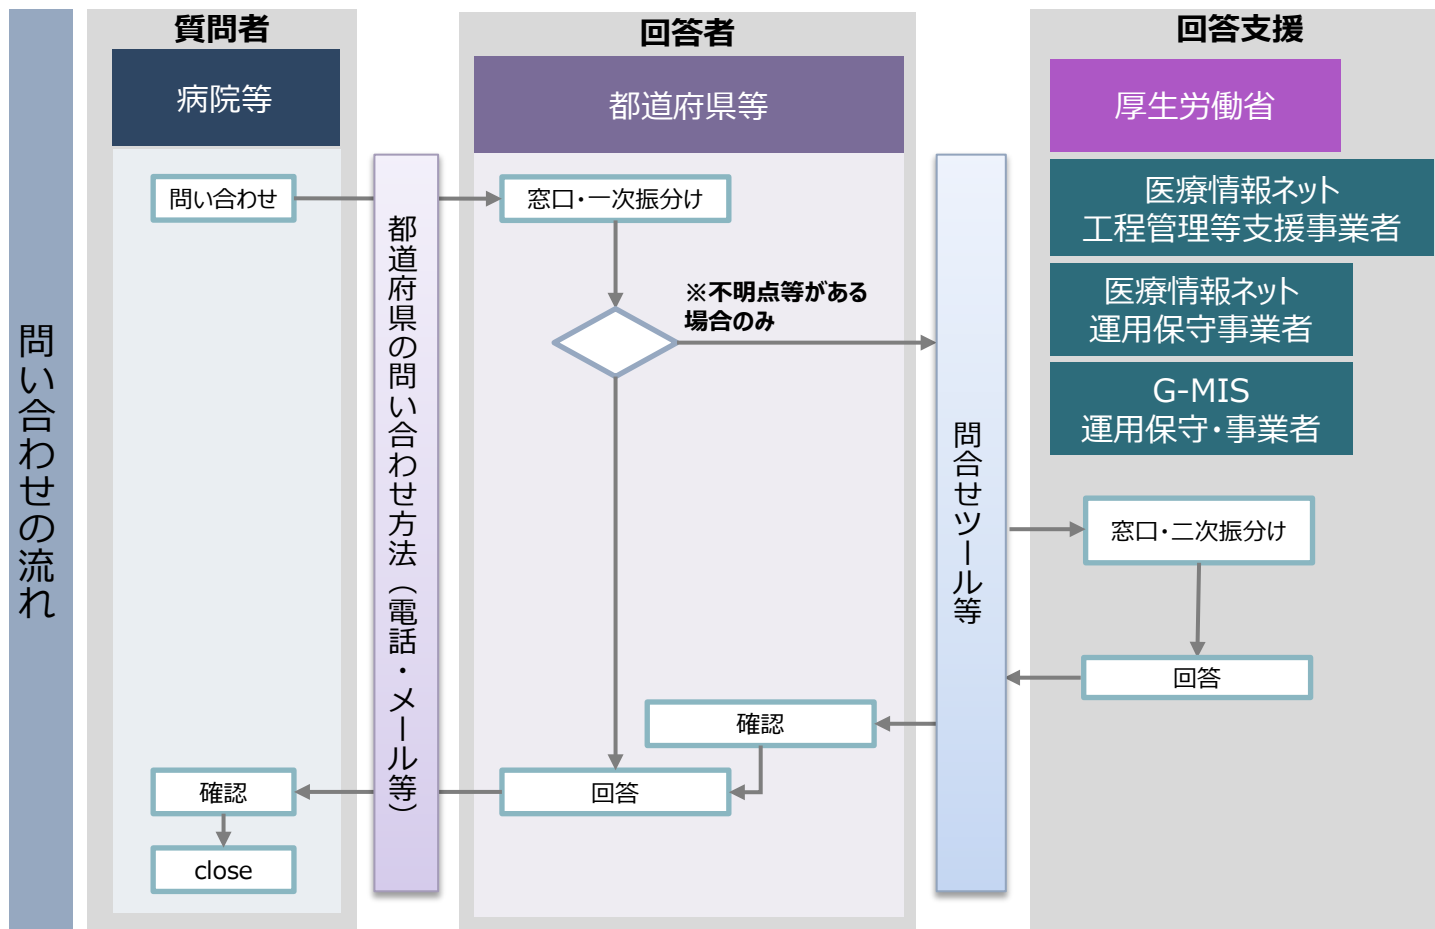 問い合わせの流れ
質問者
病院等
問い合わせ
確認
close
都道府県の問い合わせ方法（電話・メール等）
回答者
都道府県等
窓口・一次振分け
※不明点等がある
場合のみ
確認
回答
問合せツール等
回答支援
厚生労働省
医療情報ネット
工程管理等支援事業者
医療情報ネット
運用保守事業者
G-MIS
運用保守・事業者
窓口・二次振分け
回答